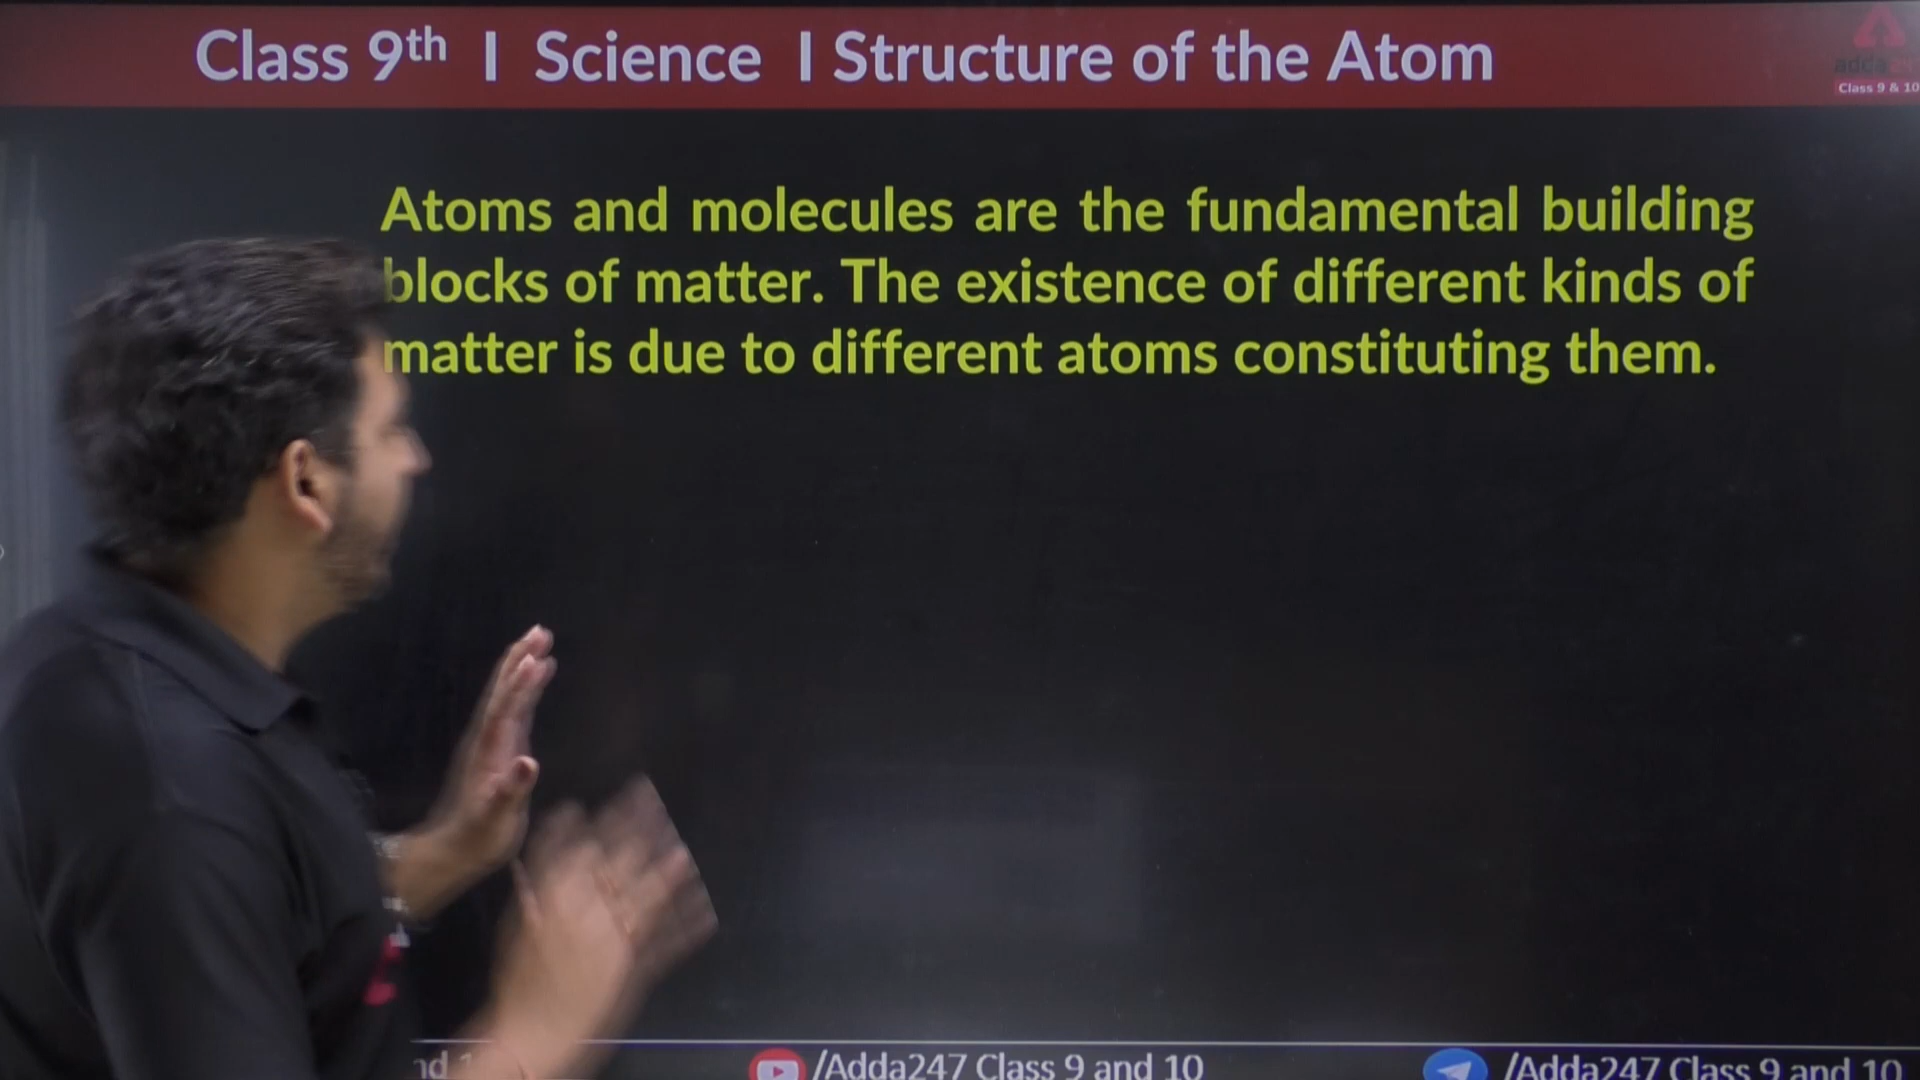 Class 9th I Science I Structure of the Atom
adda
Class 9 & 10
Atoms and molecules are the fundamental building
blocks of matter. The existence of different kinds of
matter is due to different atoms constituting them.
/Adda247 Class 9 and 10
/Adda247 Class 9 and 10